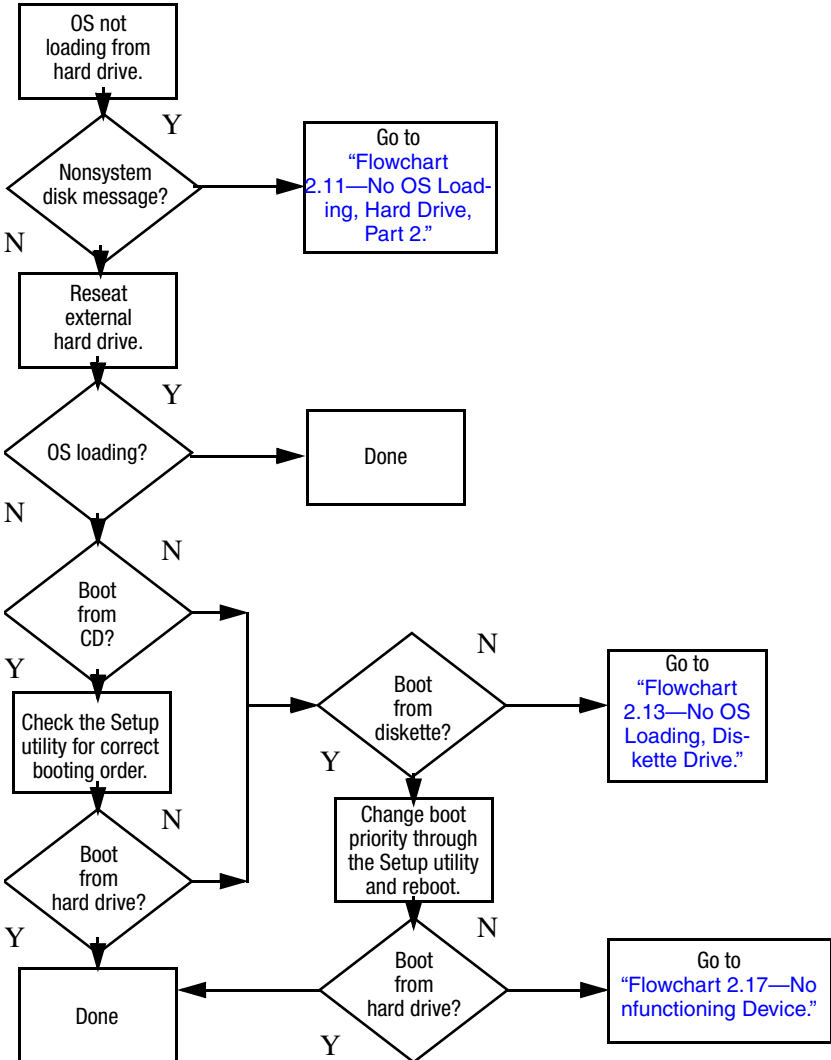 OS not
loading from
hard drive.
Y
Nonsystem
disk message?
Go to
“Flowchart
2.11—No OS Load-
ing, Hard Drive,
Part 2.”
N
Reseat
external
hard drive.
Y
OS loading?
Done
N
N
Boot
from
CD?
Y
Check the Setup
utility for correct
booting order.
N
Boot
from
hard drive?
Y
Done
N
Boot
from
diskette?
Go to
“Flowchart
2.13—No OS
Loading, Dis-
kette Drive.”
Y
Change boot
priority through
the Setup utility
and reboot.
N
Boot
from
hard drive?
Go to
“Flowchart 2.17—No
nfunctioning Device.”
Y